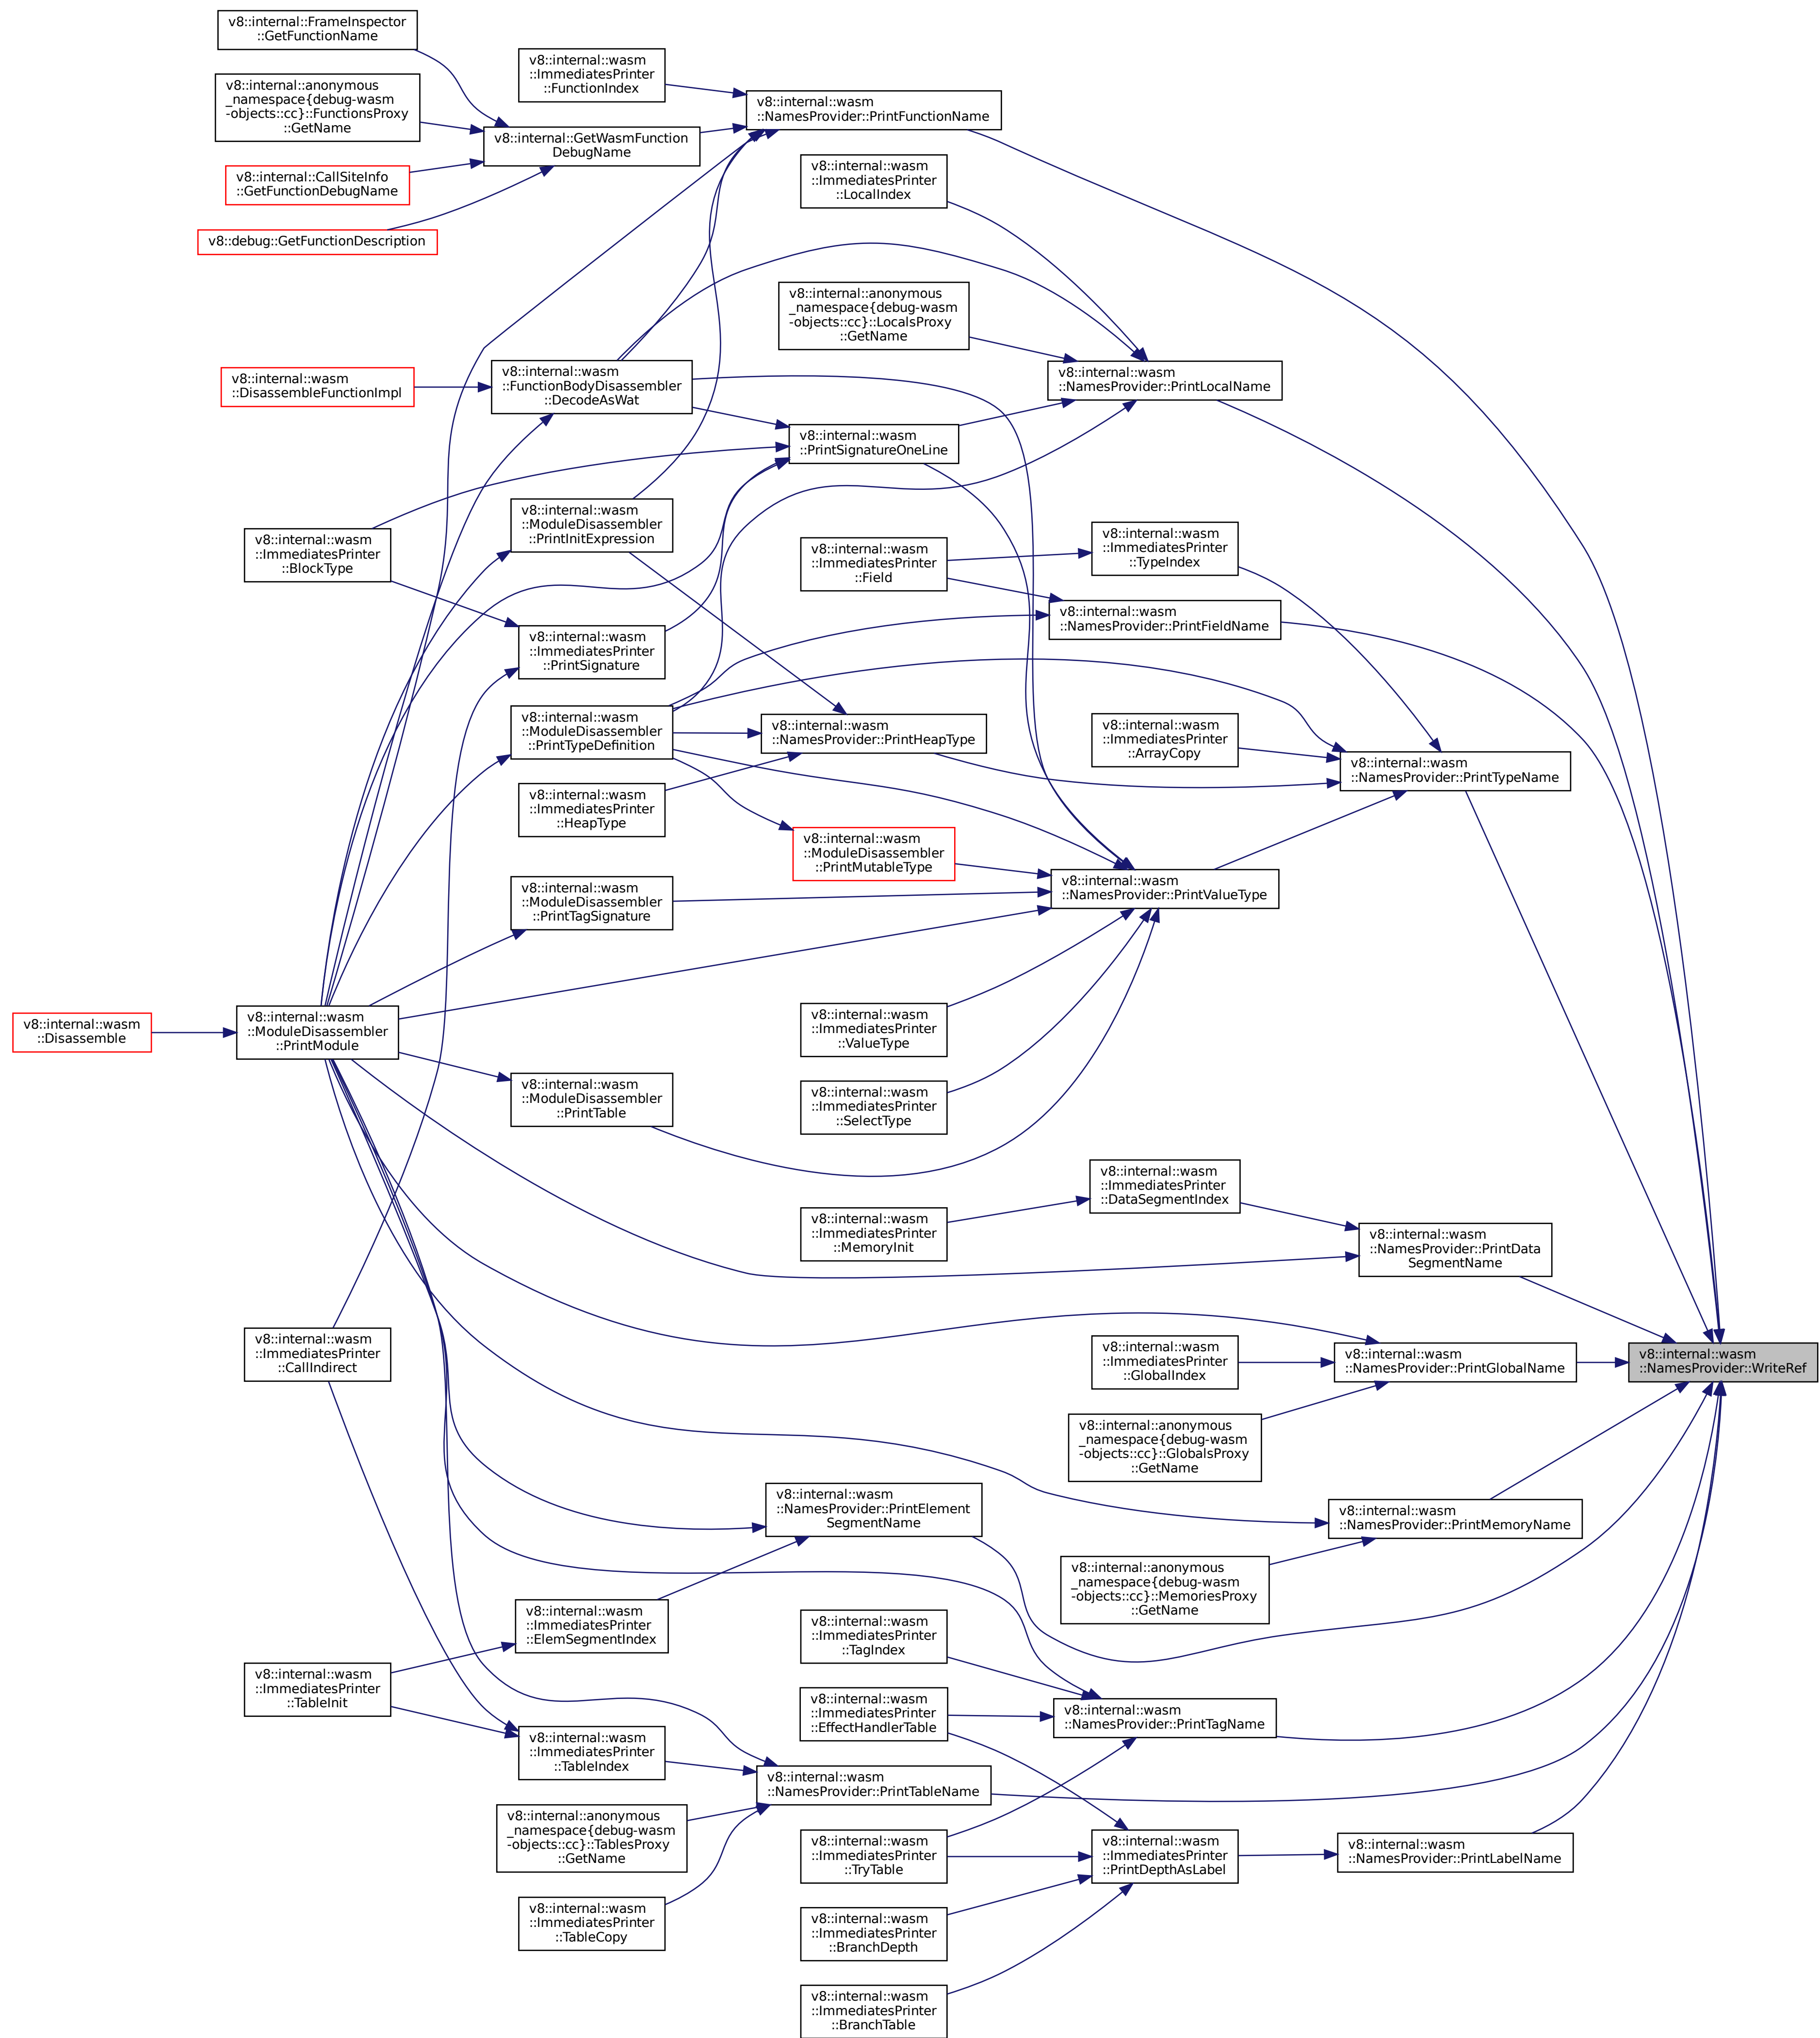 v8::internal::FrameInspector
::GetFunctionName
v8::internal::anonymous
_namespace{debug-wasm
-objects::cc}::FunctionsProxy
::GetName
v8::internal::CallSiteInfo
::GetFunctionDebugName
v8::debug::GetFunctionDescription
v8::internal::wasm
::ImmediatesPrinter
::FunctionIndex
v8::internal::GetWasmFunction
DebugName
v8::internal::wasm
::NamesProvider::PrintFunctionName
v8::internal::wasm
::ImmediatesPrinter
::LocalIndex
v8::internal::anonymous
_namespace{debug-wasm
-objects::cc}::LocalsProxy
::GetName
v8::internal::wasm
::DisassembleFunctionImpl
v8::internal::wasm
::FunctionBodyDisassembler
::DecodeAsWat
v8::internal::wasm
::NamesProvider::PrintLocalName
v8::internal::wasm
::PrintSignatureOneLine
v8::internal::wasm
::ImmediatesPrinter
::BlockType
v8::internal::wasm
::ModuleDisassembler
::PrintInitExpression
v8::internal::wasm
::ImmediatesPrinter
::Field
v8::internal::wasm
::ImmediatesPrinter
::TypeIndex
v8::internal::wasm
::NamesProvider::PrintFieldName
v8::internal::wasm
::ImmediatesPrinter
::PrintSignature
v8::internal::wasm
::ModuleDisassembler
::PrintTypeDefinition
v8::internal::wasm
::NamesProvider::PrintHeapType
v8::internal::wasm
::ImmediatesPrinter
::ArrayCopy
v8::internal::wasm
::NamesProvider::PrintTypeName
v8::internal::wasm
::ImmediatesPrinter
::HeapType
v8::internal::wasm
::ModuleDisassembler
::PrintMutableType
v8::internal::wasm
::NamesProvider::PrintValueType
v8::internal::wasm
::ModuleDisassembler
::PrintTagSignature
v8::internal::wasm
::Disassemble
v8::internal::wasm
::ModuleDisassembler
::PrintModule
v8::internal::wasm
::ImmediatesPrinter
::ValueType
v8::internal::wasm
::ModuleDisassembler
::PrintTable
v8::internal::wasm
::ImmediatesPrinter
::SelectType
v8::internal::wasm
::ImmediatesPrinter
::DataSegmentIndex
v8::internal::wasm
::ImmediatesPrinter
::MemoryInit
v8::internal::wasm
::NamesProvider::PrintData
SegmentName
v8::internal::wasm
::ImmediatesPrinter
::CallIndirect
v8::internal::wasm
::ImmediatesPrinter
::GlobalIndex
v8::internal::wasm
::NamesProvider::PrintGlobalName
v8::internal::wasm
::NamesProvider::WriteRef
v8::internal::anonymous
_namespace{debug-wasm
-objects::cc}::GlobalsProxy
::GetName
v8::internal::wasm
::NamesProvider::PrintElement
SegmentName
v8::internal::wasm
::NamesProvider::PrintMemoryName
v8::internal::anonymous
_namespace{debug-wasm
-objects::cc}::MemoriesProxy
::GetName
v8::internal::wasm
::ImmediatesPrinter
::ElemSegmentIndex
v8::internal::wasm
::ImmediatesPrinter
::TagIndex
v8::internal::wasm
::ImmediatesPrinter
::TableInit
v8::internal::wasm
::ImmediatesPrinter
::EffectHandlerTable
v8::internal::wasm
::NamesProvider::PrintTagName
v8::internal::wasm
::ImmediatesPrinter
::TableIndex
v8::internal::wasm
::NamesProvider::PrintTableName
v8::internal::anonymous
_namespace{debug-wasm
-objects::cc}::TablesProxy
::GetName
v8::internal::wasm
::ImmediatesPrinter
::TryTable
v8::internal::wasm
::ImmediatesPrinter
::PrintDepthAsLabel
v8::internal::wasm
::NamesProvider::PrintLabelName
v8::internal::wasm
::ImmediatesPrinter
::TableCopy
v8::internal::wasm
::ImmediatesPrinter
::BranchDepth
v8::internal::wasm
::ImmediatesPrinter
::BranchTable